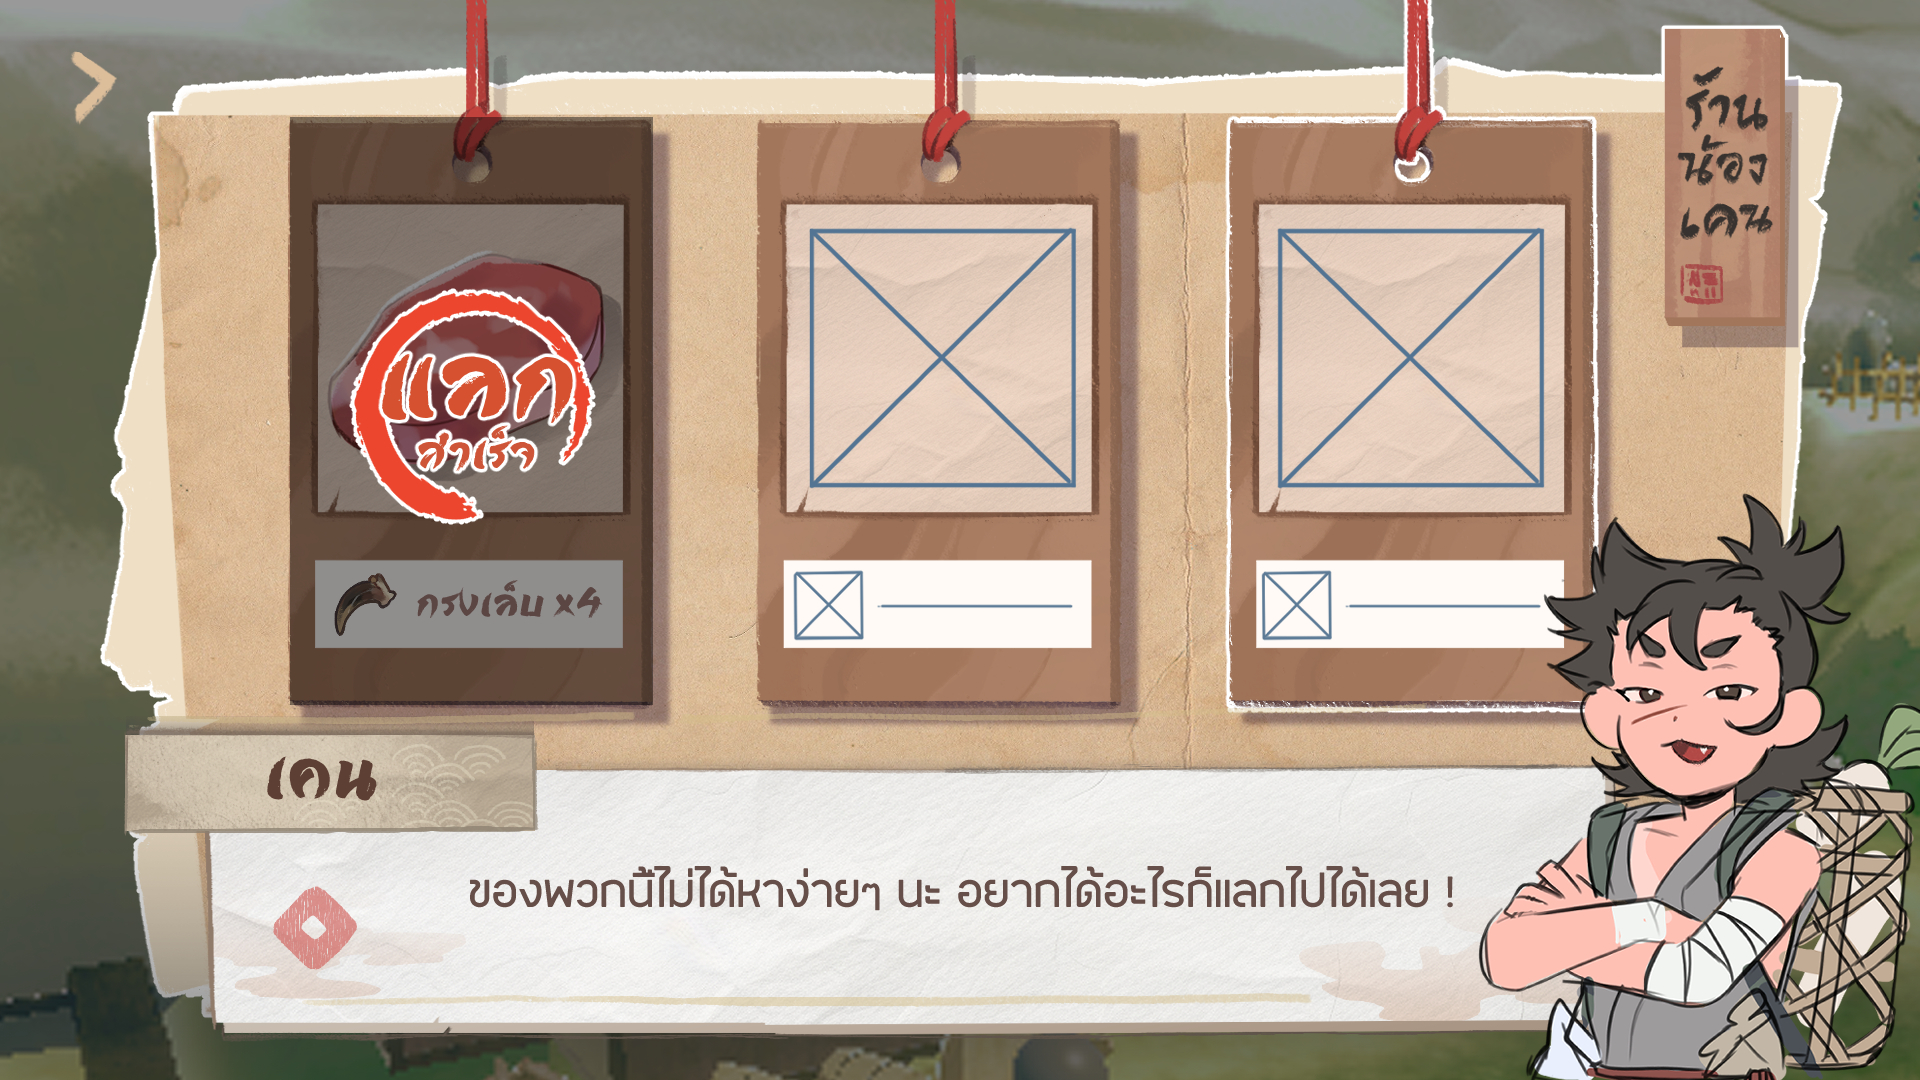 ร้าน
น้อง
เคน
แลก
สำเร็จ
กรงเล็บ x4
เคน
ของพวกนี้ไม่ได้หาง่ายๆ นะ อยากได้อะไรก็แลกไปได้เลย !